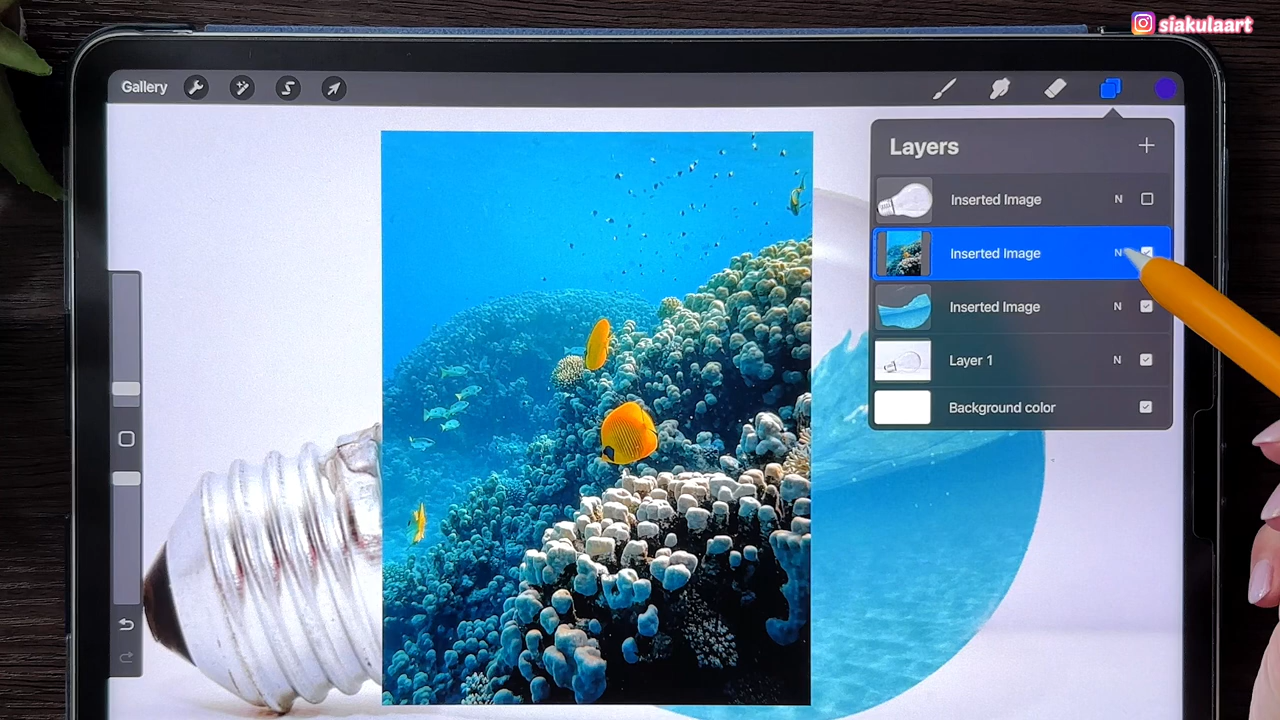 siakulaart
Gallery
Layers
Inserted Image N
Inserted Image N
Inserted Image N
Layer 1 N
Background color